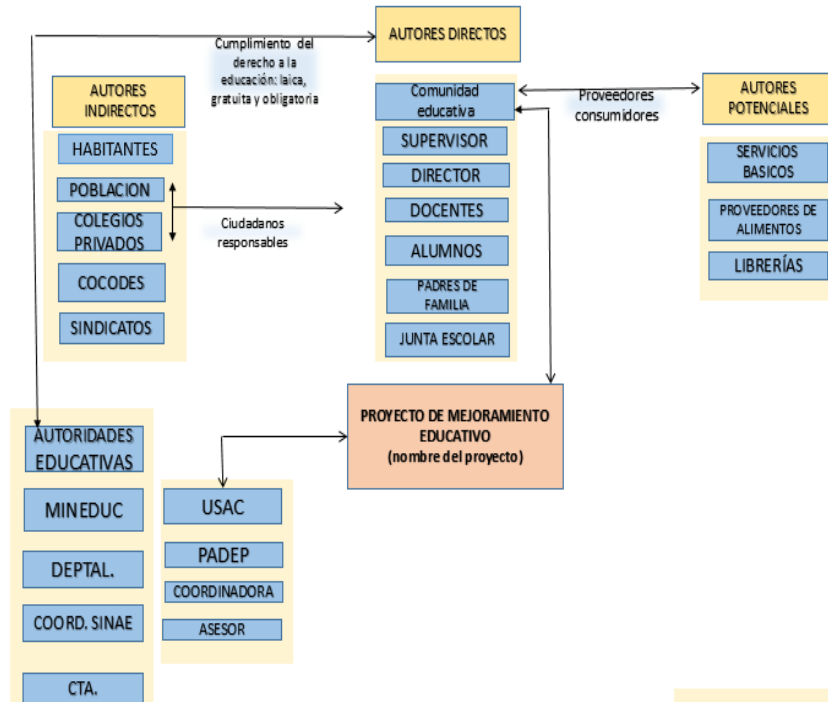 AUTORES DIRECTOS
Cumplimiento del
derecho a la
educación: laica,
gratuita y obligatoria
AUTORES
INDIRECTOS
HABITANTES
POBLACION
COLEGIOS
PRIVADOS
COCODES
SINDICATOS
Ciudadanos
responsables
Comunidad
educativa
SUPERVISOR
DIRECTOR
DOCENTES
ALUMNOS
PADRES DE
FAMILIA
JUNTA ESCOLAR
Proveedores
consumidores
AUTORES
POTENCIALES
SERVICIOS
BASICOS
PROVEEDORES DE
ALIMENTOS
LIBRERÍAS
PROYECTO DE MEJORAMIENTO
EDUCATIVO
(nombre del proyecto)
AUTORIDADES
EDUCATIVAS
MINEDUC
DEPTAL.
COORD. SINAE
CTA.
USAC
PADEP
COORDINADORA
ASESOR